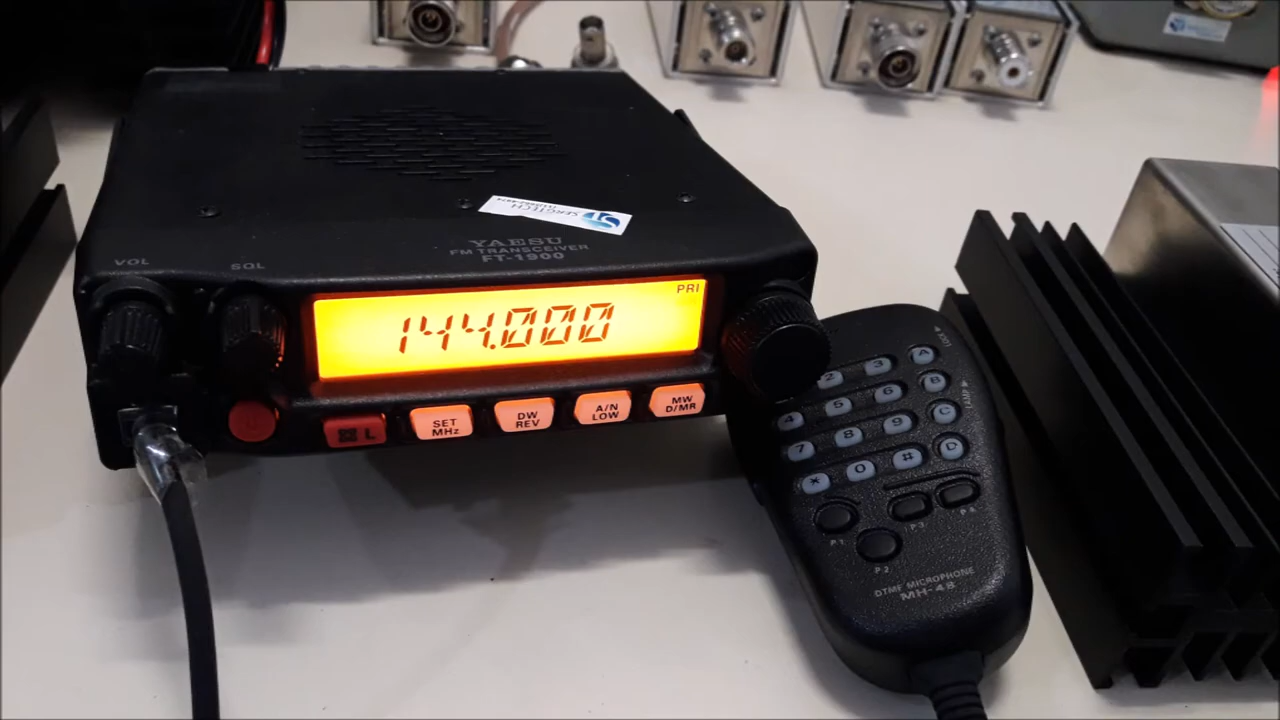 SERGITECH
YAESU
FM TRANSCEIVER
FT-1900
VOL
SQL
PRI
144.000
L
SET
MHz
DW
REV
A/N
LOW
MW
D/MR
2
3
A
4
5
6
B
7
8
9
C
*
0
#
D
P1
P2
P3
P4
DTMF MICROPHONE
MH-48